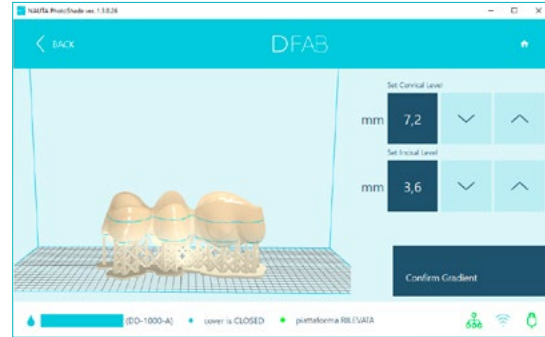 NAUTA PhotoShade ver. 1.3.0.26
BACK
DFAB
Set Cervical Level
mm 7,2
Set Incisal Level
mm 3,6
Confirm Gradient
(DD-1000-A) cover is CLOSED piattaforma RILEVATA